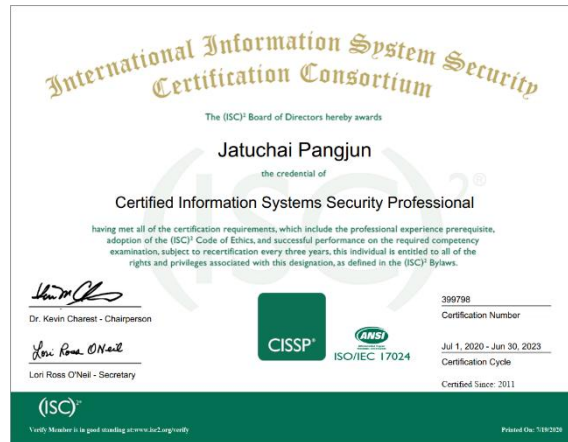 International Information System Security
Certification Consortium
The (ISC)² Board of Directors hereby awards
Jatuchai Pangjun
the credential of
Certified Information Systems Security Professional
having met all of the certification requirements, which include the professional experience prerequisite,
adoption of the (ISC)² Code of Ethics, and successful performance on the required competency
examination, subject to recertification every three years, this individual is entitled to all of the
rights and privileges associated with this designation, as defined in the (ISC)² Bylaws.
Dr. Kevin Charest - Chairperson
Lori Ross O'Neil
Lori Ross O'Neil - Secretary
CISSP®
ANSI
ISO/IEC 17024
399798
Certification Number
Jul 1, 2020 - Jun 30, 2023
Certification Cycle
Certified Since: 2011
(ISC)²®
Verify Member is in good standing at:www.isc2.org/verify
Printed On: 7/19/2020
(ISC)²®